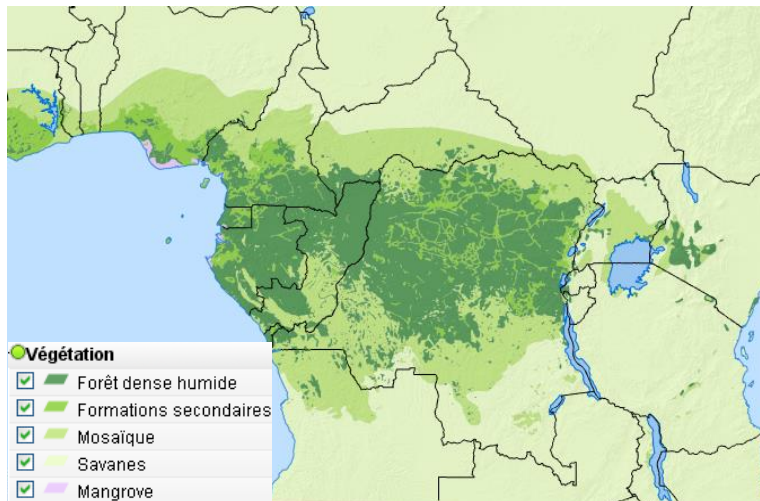 Végétation
Forêt dense humide
Formations secondaires
Mosaïque
Savanes
Mangrove